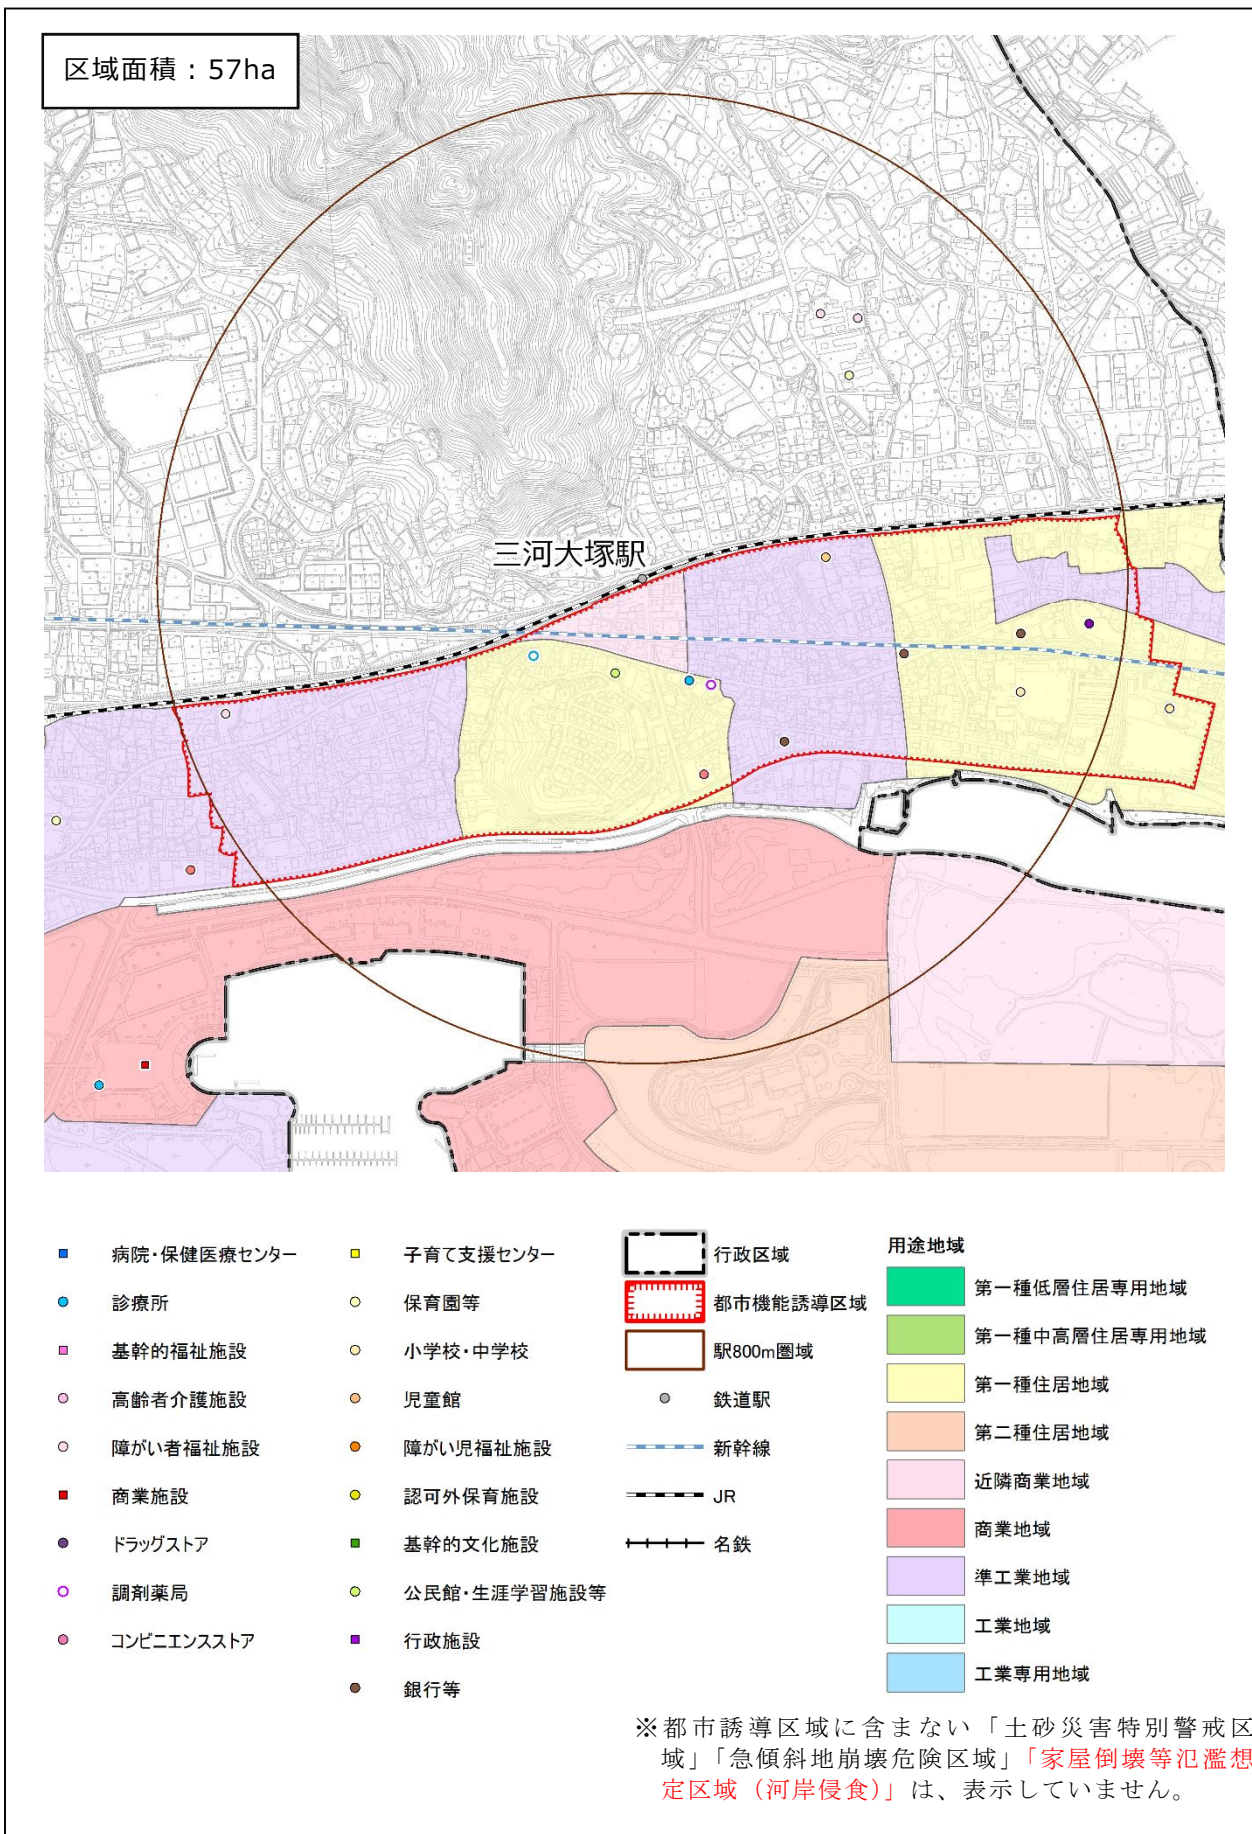 区域面積：57ha
三河大塚駅
病院・保健医療センター
診療所
基幹的福祉施設
高齢者介護施設
障がい者福祉施設
商業施設
ドラッグストア
調剤薬局
コンビニエンスストア
子育て支援センター
保育園等
小学校・中学校
児童館
障がい児福祉施設
認可外保育施設
基幹的文化施設
公民館・生涯学習施設等
行政施設
銀行等
行政区域
都市機能誘導区域
駅800m圏域
鉄道駅
新幹線
JR
名鉄
用途地域
第一種低層住居専用地域
第一種中高層住居専用地域
第一種住居地域
第二種住居地域
近隣商業地域
商業地域
準工業地域
工業地域
工業専用地域
※都市誘導区域に含まない「土砂災害特別警戒区
域」「急傾斜地崩壊危険区域」「家屋倒壊等氾濫想
定区域（河岸侵食）」は、表示していません。